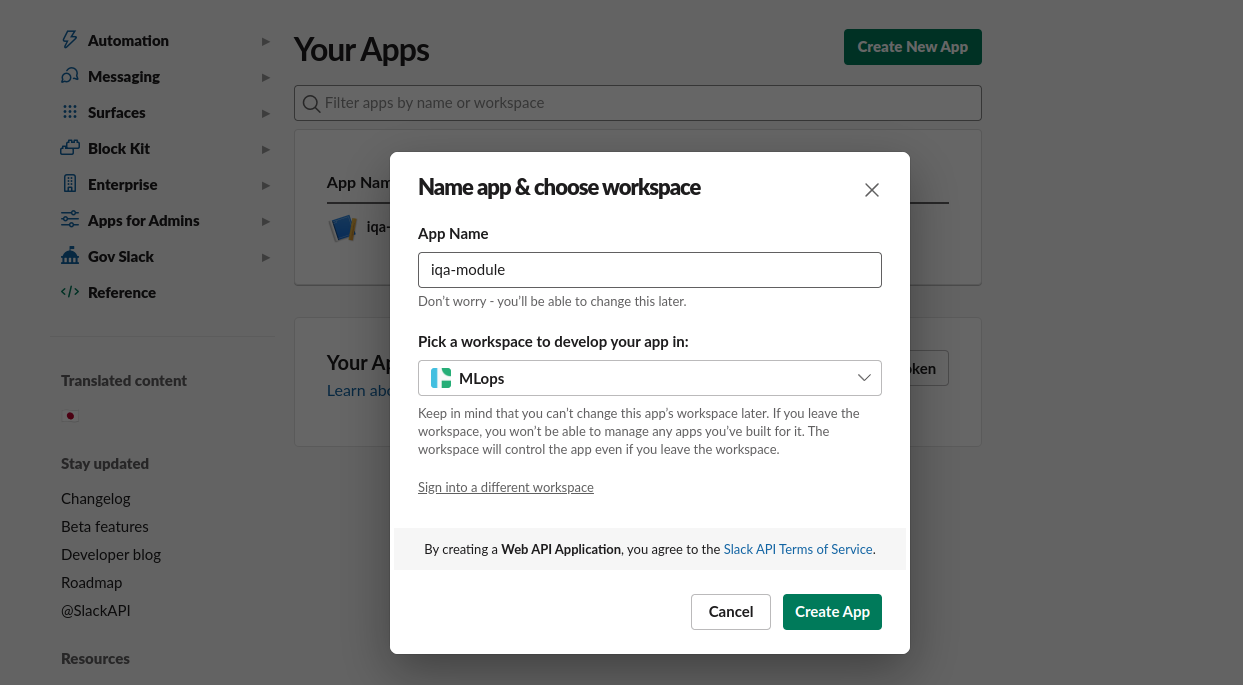 Automation
Messaging
Surfaces
Block Kit
Enterprise
Apps for Admins
Gov Slack
Reference
Translated content
Stay updated
Changelog
Beta features
Developer blog
Roadmap
@SlackAPI
Resources
Your Apps
Create New App
Filter apps by name or workspace
App Nam
iqa-
Your Ap
Learn abo
oken
Name app & choose workspace
App Name
iqa-module
Don't worry - you'll be able to change this later.
Pick a workspace to develop your app in:
MLops
Keep in mind that you can't change this app's workspace later. If you leave the
workspace, you won't be able to manage any apps you've built for it. The
workspace will control the app even if you leave the workspace.
Sign into a different workspace
By creating a Web API Application, you agree to the Slack API Terms of Service.
Cancel
Create App